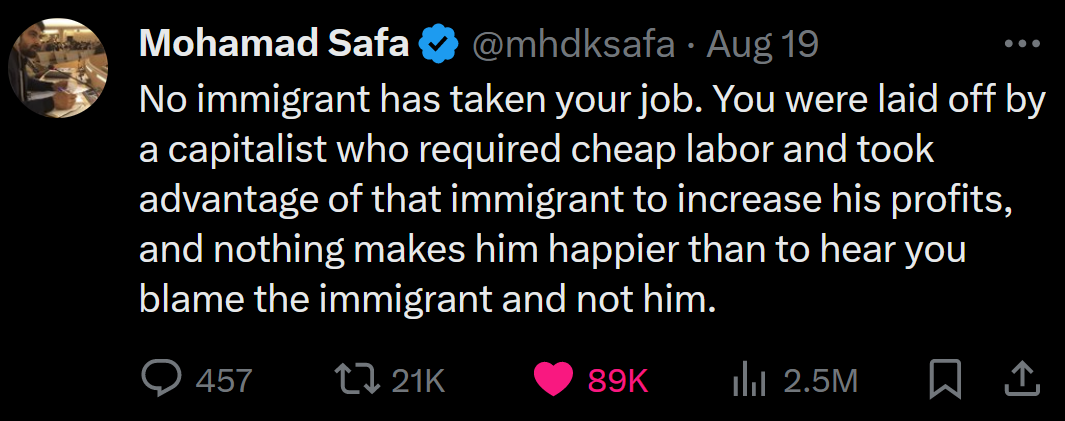 Mohamad Safa @mhdksafa · Aug 19
No immigrant has taken your job. You were laid off by
a capitalist who required cheap labor and took
advantage of that immigrant to increase his profits,
and nothing makes him happier than to hear you
blame the immigrant and not him.
457 21K 89K 2.5M